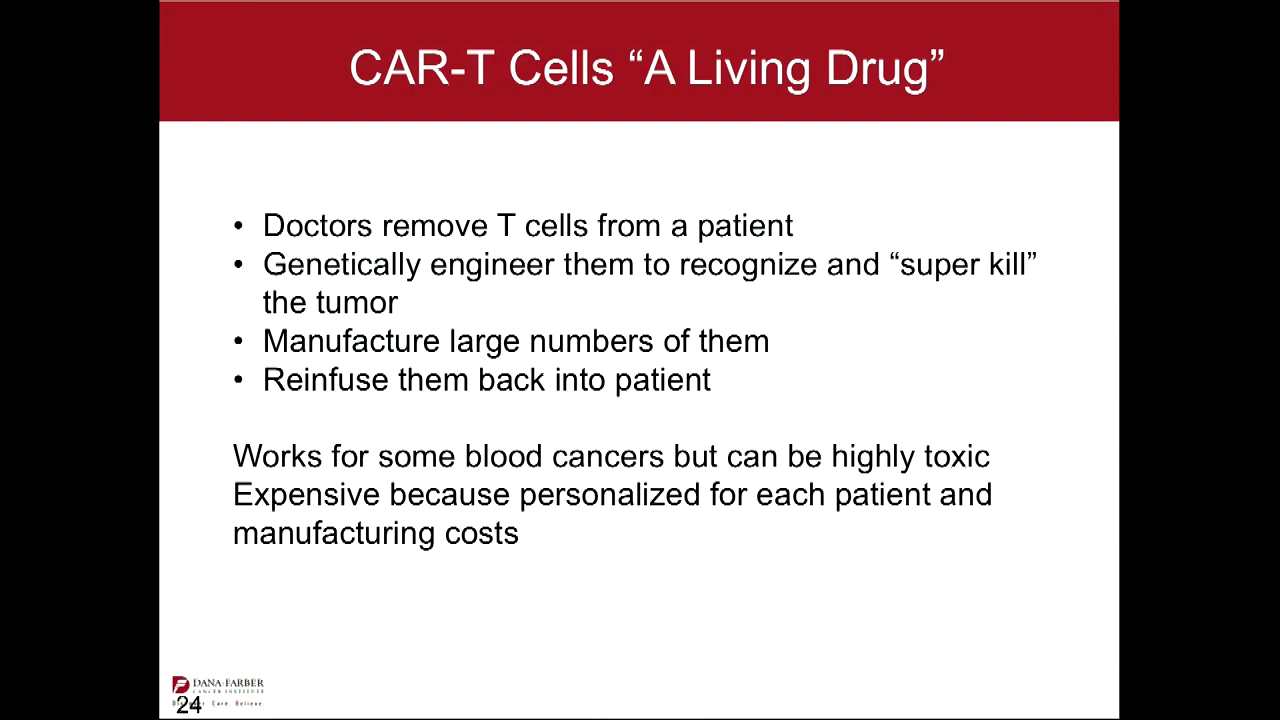 CAR-T Cells “A Living Drug”
• Doctors remove T cells from a patient
• Genetically engineer them to recognize and “super kill”
the tumor
• Manufacture large numbers of them
• Reinfuse them back into patient
Works for some blood cancers but can be highly toxic
Expensive because personalized for each patient and
manufacturing costs
DANA-FARBER
CANCER INSTITUTE
24 Care. Believe.